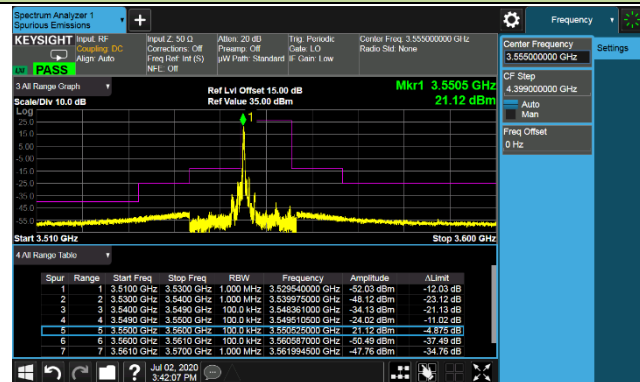 Spectrum Analyzer 1
Spurious Emissions
+
Frequency
KEYSIGHT
Input: RF
Coupling: DC
Align: Auto
Input Z: 50 Ω
Corrections: Off
Freq Ref: Int (S)
NFE: Off
Atten: 20 dB
Preamp: Off
µW Path: Standard
Trig: Periodic
Gate: LO
IF Gain: Low
Center Freq: 3.555000000 GHz
Radio Std: None
PASS
Center Frequency
3.555000000 GHz
Settings
CF Step
4.399000000 GHz
Auto
Man
Freq Offset
0 Hz
3 All Range Graph
Scale/Div 10.0 dB
Ref Lvl Offset 15.00 dB
Ref Value 35.00 dBm
Mkr1 3.5505 GHz
21.12 dBm
Log
25.0
15.0
5.00
-5.00
-15.0
-25.0
-35.0
-45.0
-55.0
1
Start 3.510 GHz
Stop 3.600 GHz
4 All Range Table
Spur Range Start Freq Stop Freq RBW Frequency Amplitude ΔLimit
1 1 3.5100 GHz 3.5300 GHz 1.000 MHz 3.529540000 GHz -52.03 dBm -12.03 dB
2 2 3.5300 GHz 3.5400 GHz 1.000 MHz 3.539975000 GHz -48.12 dBm -23.12 dB
3 3 3.5400 GHz 3.5490 GHz 100.0 kHz 3.548361000 GHz -34.13 dBm -21.13 dB
4 4 3.5490 GHz 3.5500 GHz 100.0 kHz 3.549510500 GHz -24.02 dBm -11.02 dB
5 5 3.5500 GHz 3.5600 GHz 100.0 kHz 3.550525000 GHz 21.12 dBm -4.875 dB
6 6 3.5600 GHz 3.5610 GHz 100.0 kHz 3.560587000 GHz -50.49 dBm -37.49 dB
7 7 3.5610 GHz 3.5700 GHz 1.000 MHz 3.561994500 GHz -47.76 dBm -34.76 dB
?
Jul 02, 2020
3:42:07 PM